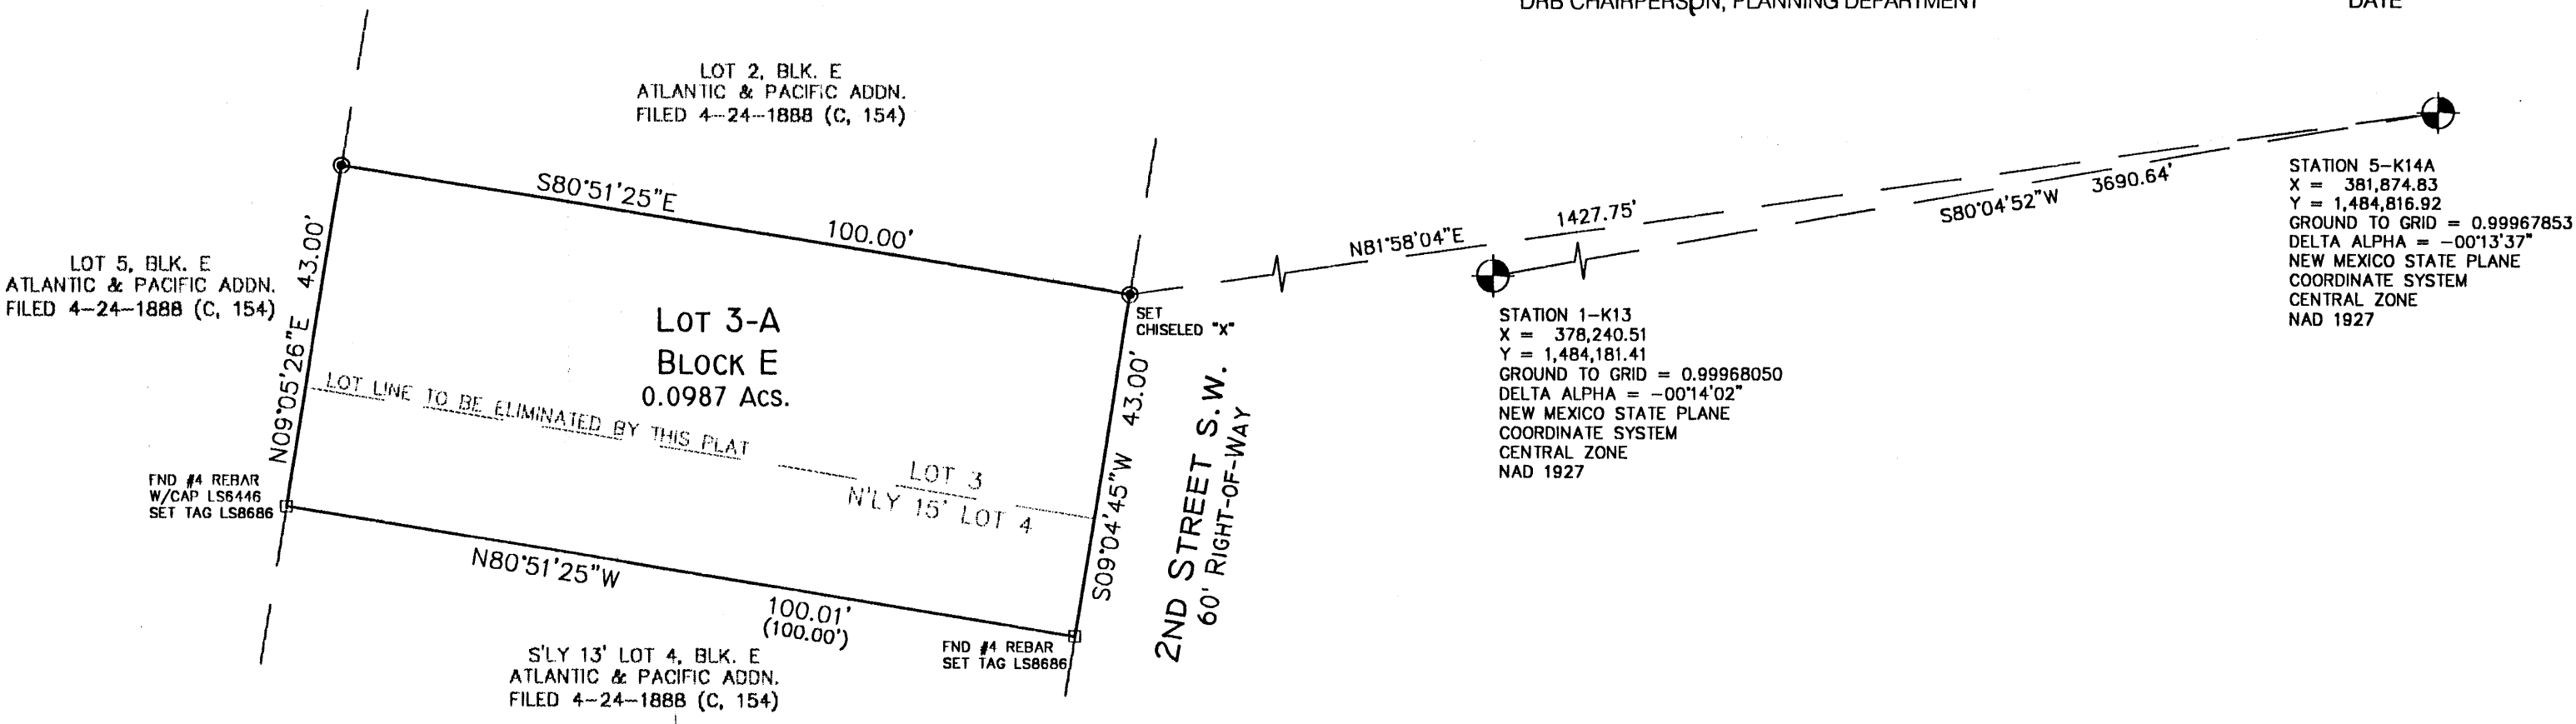 DRB CHAIRPERSON, PLANNING DEPARTMENT
DATE
LOT 2, BLK. E
ATLANTIC & PACIFIC ADDN.
FILED 4-24-1888 (C, 154)
S80°51'25"E
100.00'
LOT 5, BLK. E
ATLANTIC & PACIFIC ADDN.
FILED 4-24-1888 (C, 154)
N09°05'26"E 43.00'
LOT 3-A
BLOCK E
0.0987 ACS.
LOT LINE TO BE ELIMINATED BY THIS PLAT
LOT 3
N'LY 15' LOT 4
SET
CHISELED "X"
S09°04'45"W 43.00'
2ND STREET S.W.
60' RIGHT-OF-WAY
FND #4 REBAR
W/CAP LS6446
SET TAG LS8686
N80°51'25"W
100.01'
(100.00')
FND #4 REBAR
SET TAG LS8686
S'LY 13' LOT 4, BLK. E
ATLANTIC & PACIFIC ADDN.
FILED 4-24-1888 (C, 154)
N81°58'04"E
1427.75'
S80°04'52"W
3690.64'
STATION 1-K13
X = 378,240.51
Y = 1,484,181.41
GROUND TO GRID = 0.99968050
DELTA ALPHA = -00°14'02"
NEW MEXICO STATE PLANE
COORDINATE SYSTEM
CENTRAL ZONE
NAD 1927
STATION 5-K14A
X = 381,874.83
Y = 1,484,816.92
GROUND TO GRID = 0.99967853
DELTA ALPHA = -00°13'37"
NEW MEXICO STATE PLANE
COORDINATE SYSTEM
CENTRAL ZONE
NAD 1927